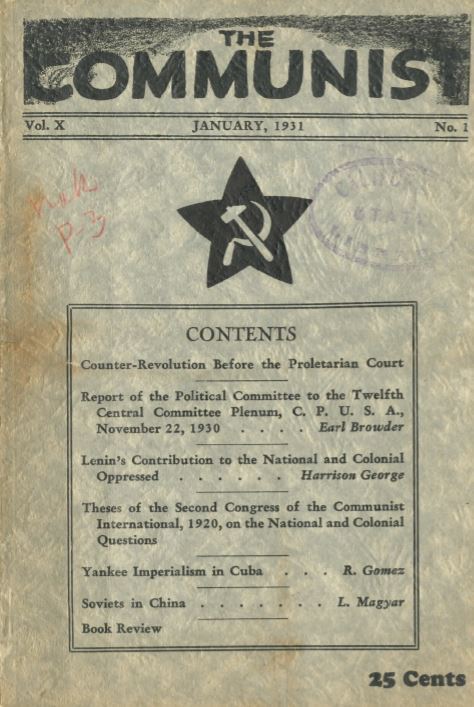 THE
COMMUNIST
Vol. X JANUARY, 1931 No. 1
STATE
CONTENTS
Counter-Revolution Before the Proletarian Court
Report of the Political Committee to the Twelfth
Central Committee Plenum, C. P. U. S. A.,
November 22, 1930 . . . . Earl Browder
Lenin's Contribution to the National and Colonial
Oppressed . . . . . . Harrison George
Theses of the Second Congress of the Communist
International, 1920, on the National and Colonial
Questions
Yankee Imperialism in Cuba . . . R. Gomez
Soviets in China . . . . . . . L. Magyar
Book Review
25 Cents